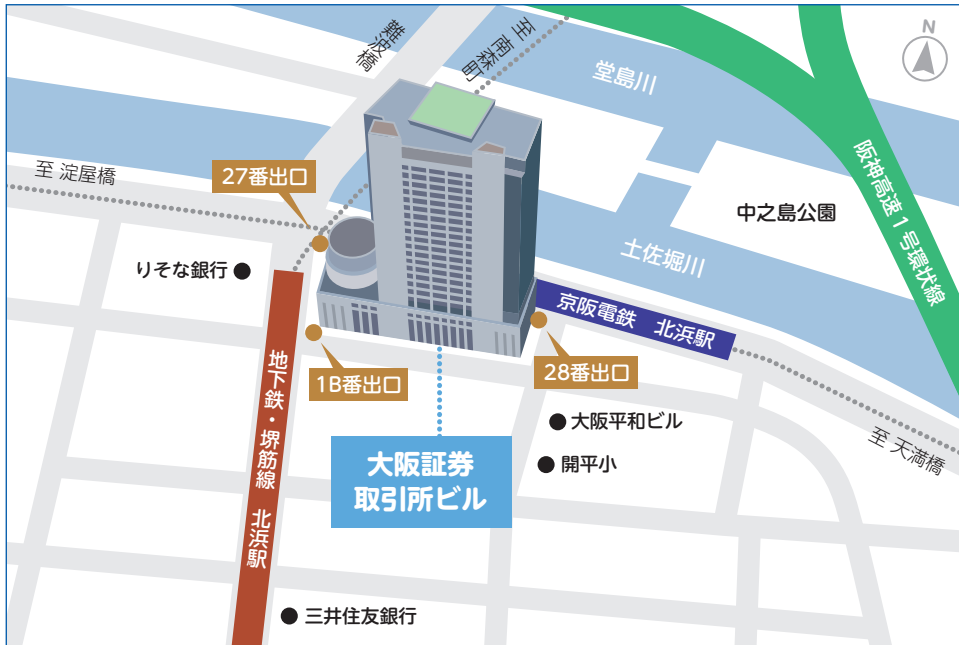 難波橋
至 南森町
N
堂島川
阪神高速1号環状線
至 淀屋橋
27番出口
中之島公園
土佐堀川
りそな銀行
京阪電鉄 北浜駅
28番出口
1B番出口
地下鉄・堺筋線 北浜駅
大阪平和ビル
至 天満橋
大阪証券
取引所ビル
開平小
三井住友銀行